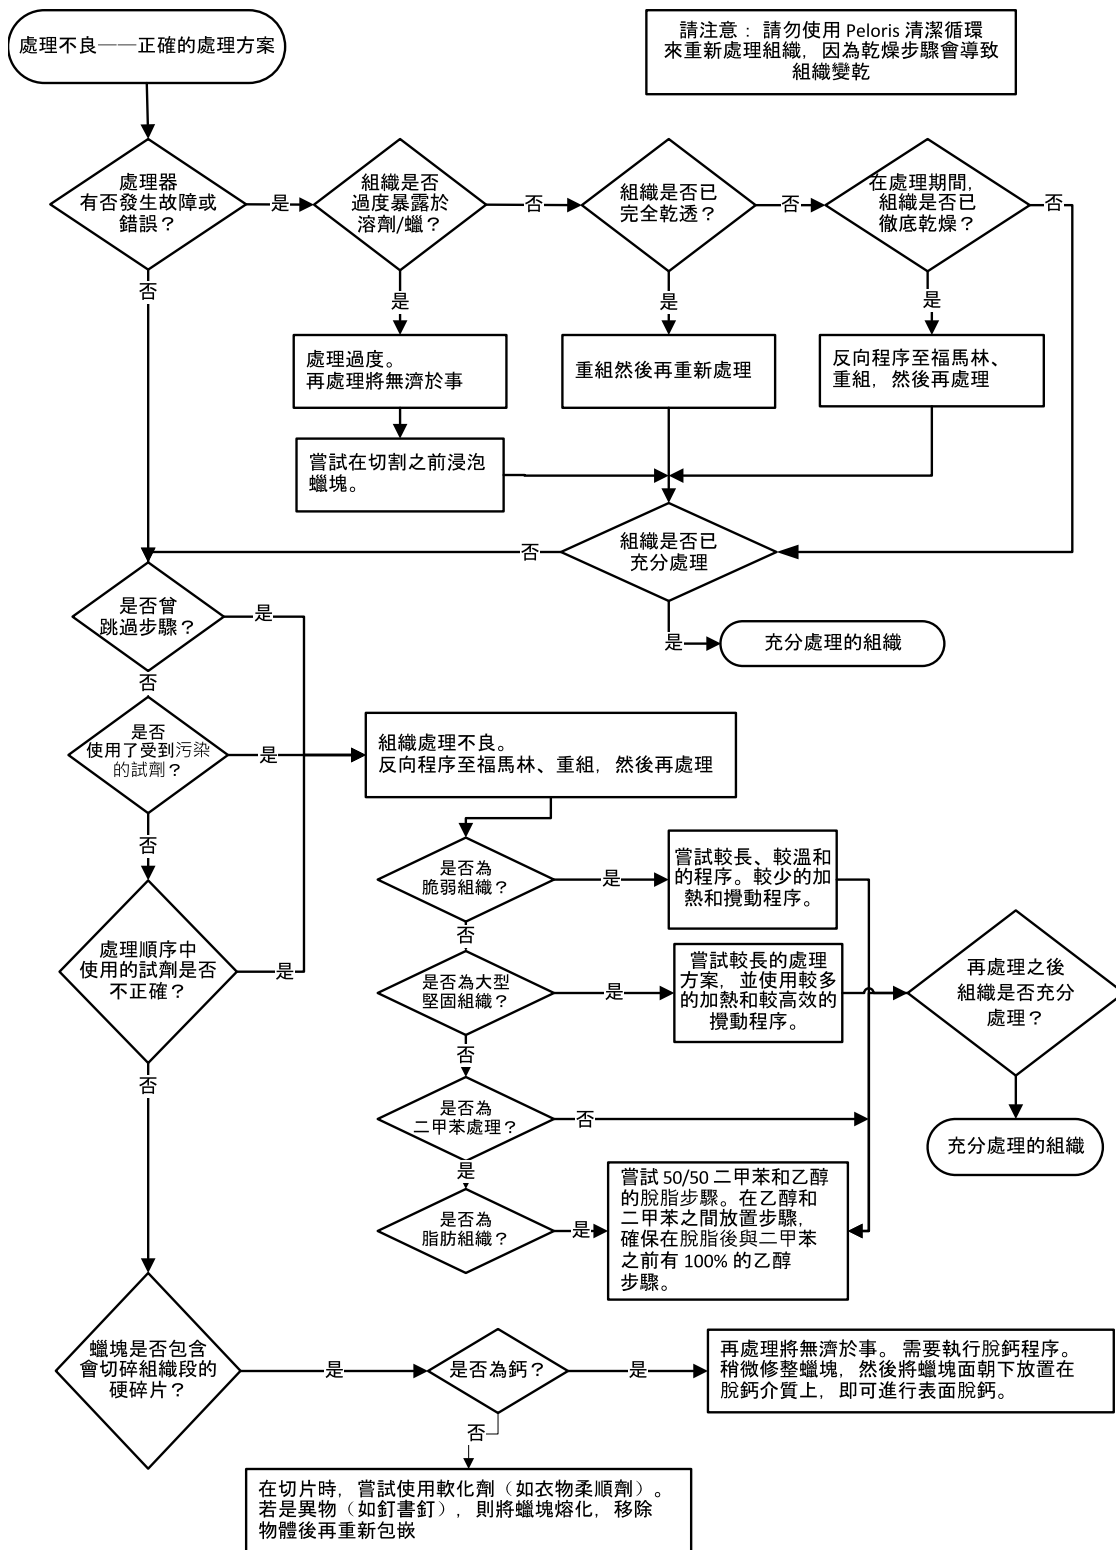 處理不良——正確的處理方案
請注意：請勿使用 Peloris 清潔循環
來重新處理組織，因為乾燥步驟會導致
組織變乾
處理器
有否發生故障或
錯誤？
是
組織是否
過度暴露於
溶劑/蠟？
否
組織是否已
完全乾透？
否
在處理期間，
組織是否已
徹底乾燥？
否
否
是
是
是
處理過度。
再處理將無濟於事
重組然後再重新處理
反向程序至福馬林、
重組，然後再處理
嘗試在切割之前浸泡
蠟塊。
否
組織是否已
充分處理
是
充分處理的組織
是否曾
跳過步驟？
是
否
是否
使用了受到污染
的試劑？
是
組織處理不良。
反向程序至福馬林、重組，然後再處理
否
是否為
脆弱組織？
是
嘗試較長、較溫和
的程序。較少的加
熱和攪動程序。
處理順序中
使用的試劑是否
不正確？
是
否
是否為大型
堅固組織？
是
嘗試較長的處理
方案，並使用較多
的加熱和較高效的
攪動程序。
再處理之後
組織是否充分
處理？
否
否
是否為
二甲苯處理？
否
充分處理的組織
是
是否為
脂肪組織？
是
嘗試 50/50 二甲苯和乙醇
的脫脂步驟。在乙醇和
二甲苯之間放置步驟，
確保在脫脂後與二甲苯
之前有 100% 的乙醇
步驟。
蠟塊是否包含
會切碎組織段的
硬碎片？
是
是否為鈣？
是
再處理將無濟於事。 需要執行脫鈣程序。
稍微修整蠟塊，然後將蠟塊面朝下放置在
脫鈣介質上，即可進行表面脫鈣。
否
在切片時，嘗試使用軟化劑（如衣物柔順劑）。
若是異物（如釘書釘），則將蠟塊熔化，移除
物體後再重新包嵌